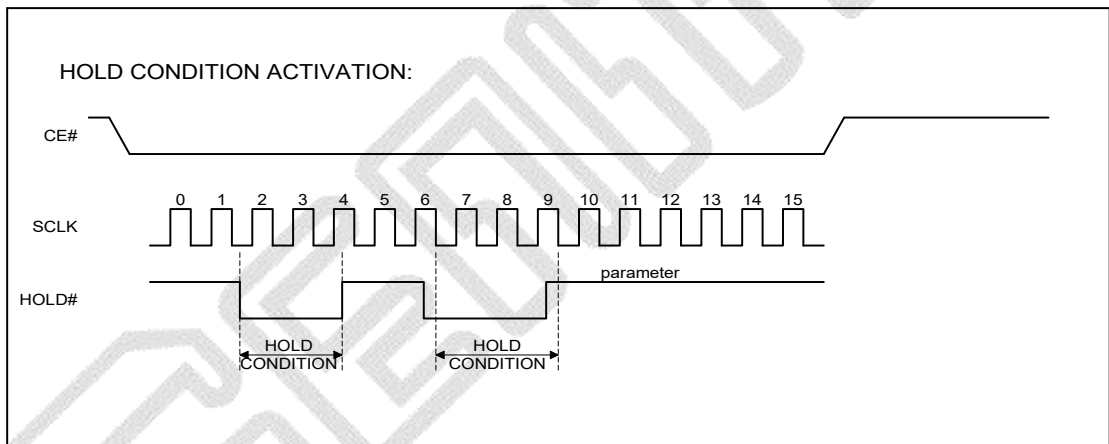 HOLD CONDITION ACTIVATION:
CE#
0 1 2 3 4 5 6 7 8 9 10 11 12 13 14 15
SCLK
parameter
HOLD#
HOLD CONDITION
HOLD CONDITION